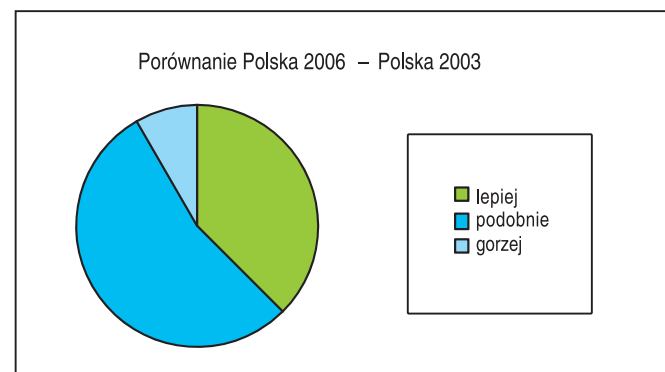 Porównanie Polska 2006 – Polska 2003
lepiej
podobnie
gorzej